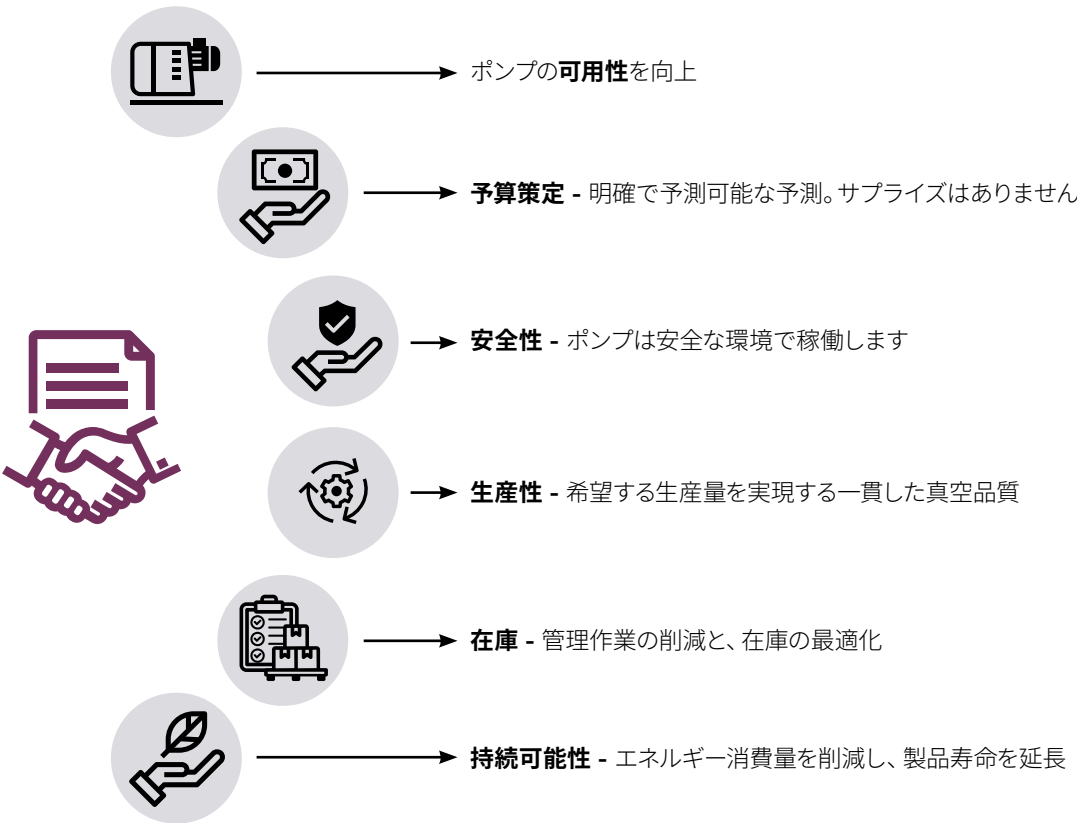 ポンプの可用性を向上
予算策定 - 明確で予測可能な予測。サプライズはありません
安全性 - ポンプは安全な環境で稼働します
生産性 - 希望する生産量を実現する一貫した真空品質
在庫 - 管理作業の削減と、在庫の最適化
持続可能性 - エネルギー消費量を削減し、製品寿命を延長